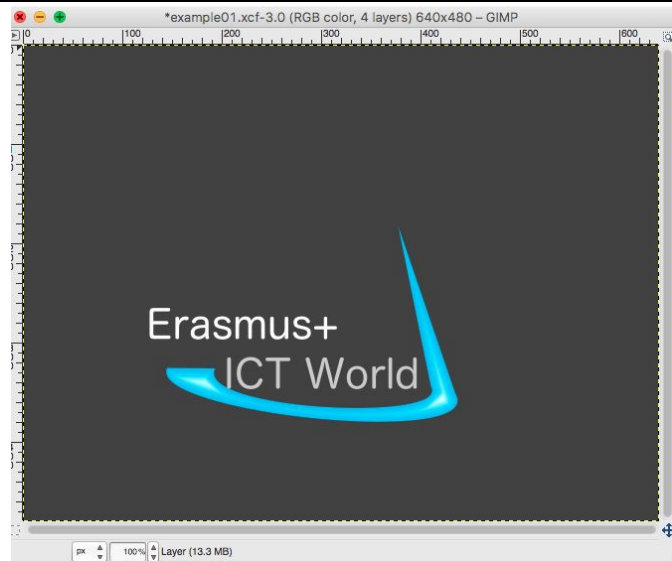 *example01.xcf-3.0 (RGB color, 4 layers) 640x480 – GIMP
0 100 200 300 400 500 600
Erasmus+
ICT World
px 100% Layer (13.3 MB)